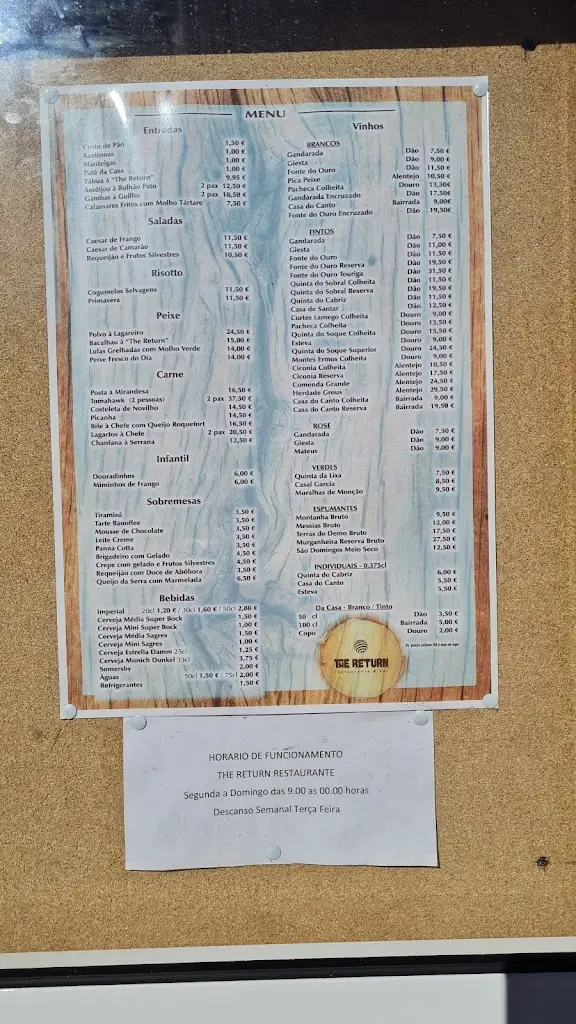 MENU
Entradas
Cesto de Pão 1,50 €
Azeitonas 1,00 €
Manteigas 1,00 €
Patê da Casa 1,00 €
Tábua à "The Return" 9,95 €
Amêijoa à Bulhão Pato 2 pax 12,50 €
Gambas à Guilho 2 pax 18,50 €
Calamares Fritos com Molho Tártare 7,50 €
Saladas
Caesar de Frango 11,50 €
Caesar de Camarão 11,50 €
Requeijão e Frutos Silvestres 10,50 €
Risotto
Cogumelos Selvagens 11,50 €
Primavera 11,50 €
Peixe
Polvo à Lagareiro 24,50 €
Bacalhau à "The Return" 15,00 €
Lulas Grelhadas com Molho Verde 14,00 €
Peixe Fresco do Dia 14,00 €
Carne
Posta à Mirandesa 16,50 €
Tomahawk (2 pessoas) 2 pax 37,50 €
Costeleta de Novilho 14,50 €
Picanha 14,50 €
Bife à Chefe com Queijo Roquefort 16,50 €
Lagartos à Chefe 2 pax 20,50 €
Chantana à Serrana 12,50 €
Infantil
Douradinhos 6,00 €
Miminhos de Frango 6,00 €
Sobremesas
Tiramisú 3,50 €
Tarte Banoffee 3,50 €
Mousse de Chocolate 3,50 €
Leite Creme 3,50 €
Panna Cotta 3,50 €
Brigadeiro com Gelado 4,50 €
Crepe com gelado e Frutos Silvestres 4,50 €
Requeijão com Doce de Abóbora 3,50 €
Queijo da Serra com Marmelada 6,50 €
Bebidas
Imperial 20cl 1,20 € / 30cl 1,60 € / 50cl 2,80 €
Cerveja Média Super Bock 1,50 €
Cerveja Mini Super Bock 1,00 €
Cerveja Média Sagres 1,50 €
Cerveja Mini Sagres 1,00 €
Cerveja Estrella Damm 25cl 1,25 €
Cerveja Munich Dunkel 33cl 3,75 €
Somersby 2,00 €
Águas 50cl 1,50 € / 75cl 2,00 €
Refrigerantes 1,50 €
Vinhos
BRANCOS
Gandarada Dão 7,50 €
Giesta Dão 9,00 €
Fonte do Ouro Dão 11,50 €
Pica Peixe Alentejo 10,50 €
Pacheca Colheita Douro 13,50€
Gandarada Encruzado Dão 17,50€
Casa do Canto Bairrada 9,00€
Fonte do Ouro Encruzado Dão 19,50€
TINTOS
Gandarada Dão 7,50 €
Giesta Dão 11,00 €
Fonte do Ouro Dão 11,50 €
Fonte do Ouro Reserva Dão 19,50 €
Fonte do Ouro Touriga Dão 31,50 €
Quinta do Sobral Colheita Dão 11,50 €
Quinta do Sobral Reserva Dão 19,50 €
Quinta do Cabriz Dão 11,50 €
Casa de Santar Dão 12,50 €
Cortes Lamego Colheita Douro 9,00 €
Pacheca Colheita Douro 13,50 €
Quinta do Soque Colheita Douro 15,50 €
Esteva Douro 9,00 €
Quinta do Soque Superior Douro 24,50 €
Montes Ermos Colheita Douro 9,00 €
Ciconia Colheita Alentejo 10,50 €
Ciconia Reserva Alentejo 17,50 €
Comenda Grande Alentejo 24,50 €
Herdade Grous Alentejo 29,50 €
Casa do Canto Colheita Bairrada 9,00 €
Casa do Canto Reserva Bairrada 19,50 €
ROSÉ
Gandarada Dão 7,50 €
Giesta Dão 9,00 €
Mateus Dão 9,00 €
VERDES
Quinta da Lixa 7,50 €
Casal Garcia 8,50 €
Muralhas de Monção 9,50 €
ESPUMANTES
Montanha Bruto 9,50 €
Messias Bruto 12,00 €
Terras do Demo Bruto 17,50 €
Murganheira Reserva Bruto 27,50 €
São Domingos Meio Seco 12,50 €
INDIVIDUAIS - 0.375cl
Quinta do Cabriz 6,00 €
Casa do Canto 5,50 €
Esteva 5,50 €
Da Casa - Branco / Tinto
50 cl Dão 3,50 €
100 cl Bairrada 5,00 €
Copo Douro 2,00 €
THE RETURN
HORARIO DE FUNCIONAMENTO
THE RETURN RESTAURANTE
Segunda a Domingo das 9.00 as 00.00 horas
Descanso Semanal Terça Feira